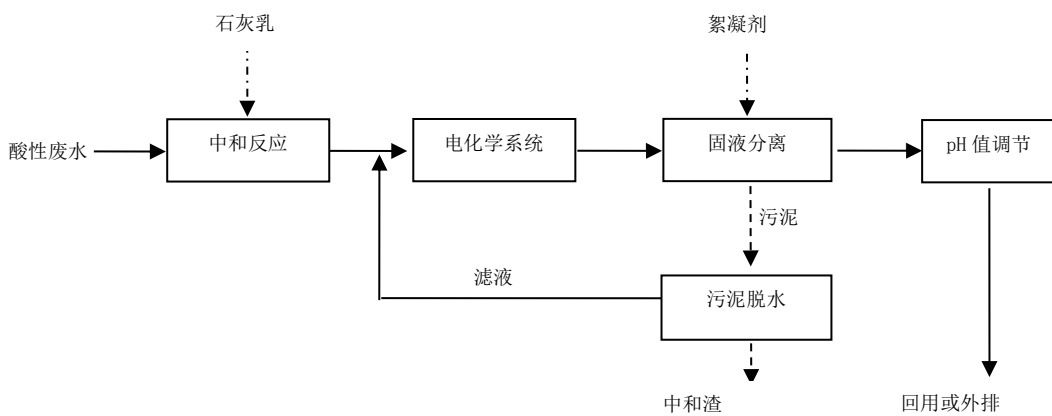 石灰乳
絮凝剂
酸性废水
中和反应
电化学系统
固液分离
pH 值调节
污泥
滤液
污泥脱水
中和渣
回用或外排